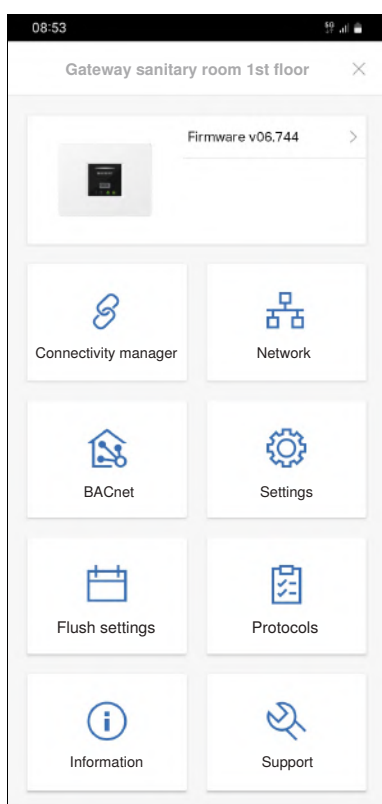 08:53
Gateway sanitary room 1st floor
Firmware v06.744
Connectivity manager
Network
BACnet
Settings
Flush settings
Protocols
Information
Support